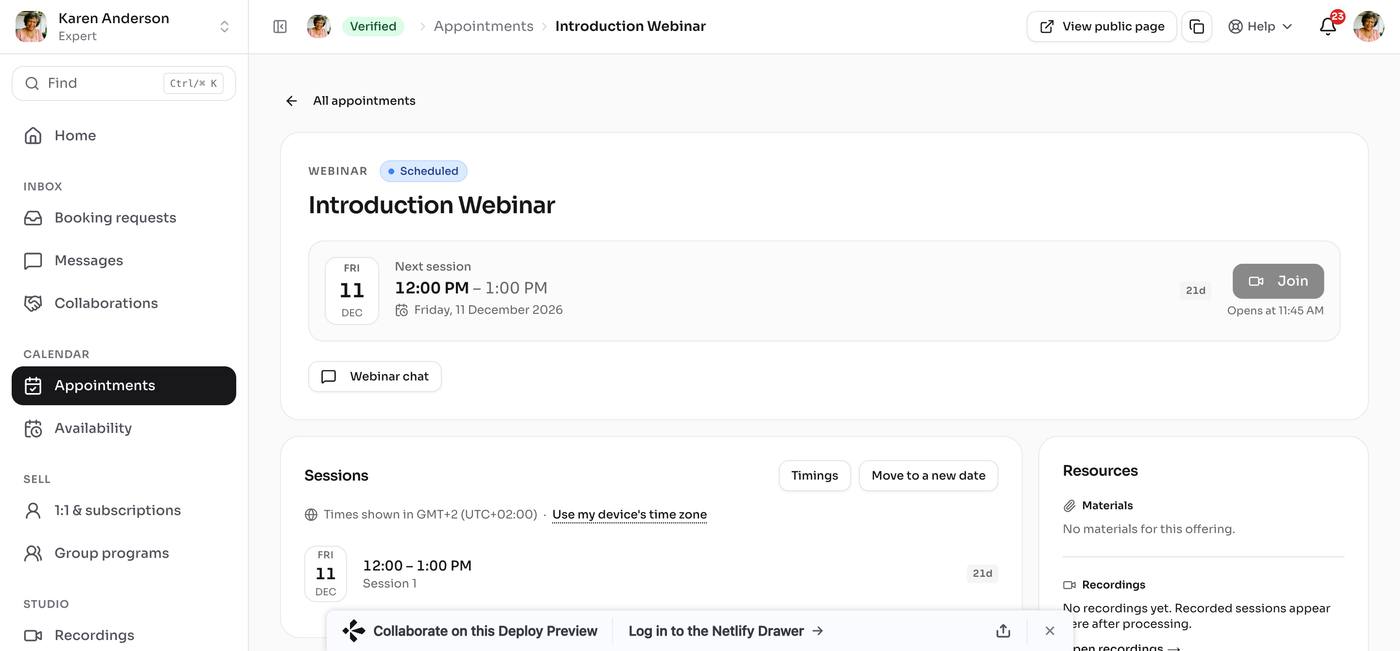 Karen Anderson
Expert
Verified
Appointments
Introduction Webinar
View public page
Help
23
Find
Ctrl/⌘ K
Home
INBOX
Booking requests
Messages
Collaborations
CALENDAR
Appointments
Availability
SELL
1:1 & subscriptions
Group programs
STUDIO
Recordings
All appointments
WEBINAR
Scheduled
Introduction Webinar
FRI
11
DEC
Next session
12:00 PM – 1:00 PM
Friday, 11 December 2026
21d
Join
Opens at 11:45 AM
Webinar chat
Sessions
Timings
Move to a new date
Times shown in GMT+2 (UTC+02:00) · Use my device's time zone
FRI
11
DEC
12:00 – 1:00 PM
Session 1
21d
Resources
Materials
No materials for this offering.
Recordings
No recordings yet. Recorded sessions appear
ere after processing.
pen recordings →
Collaborate on this Deploy Preview
Log in to the Netlify Drawer →